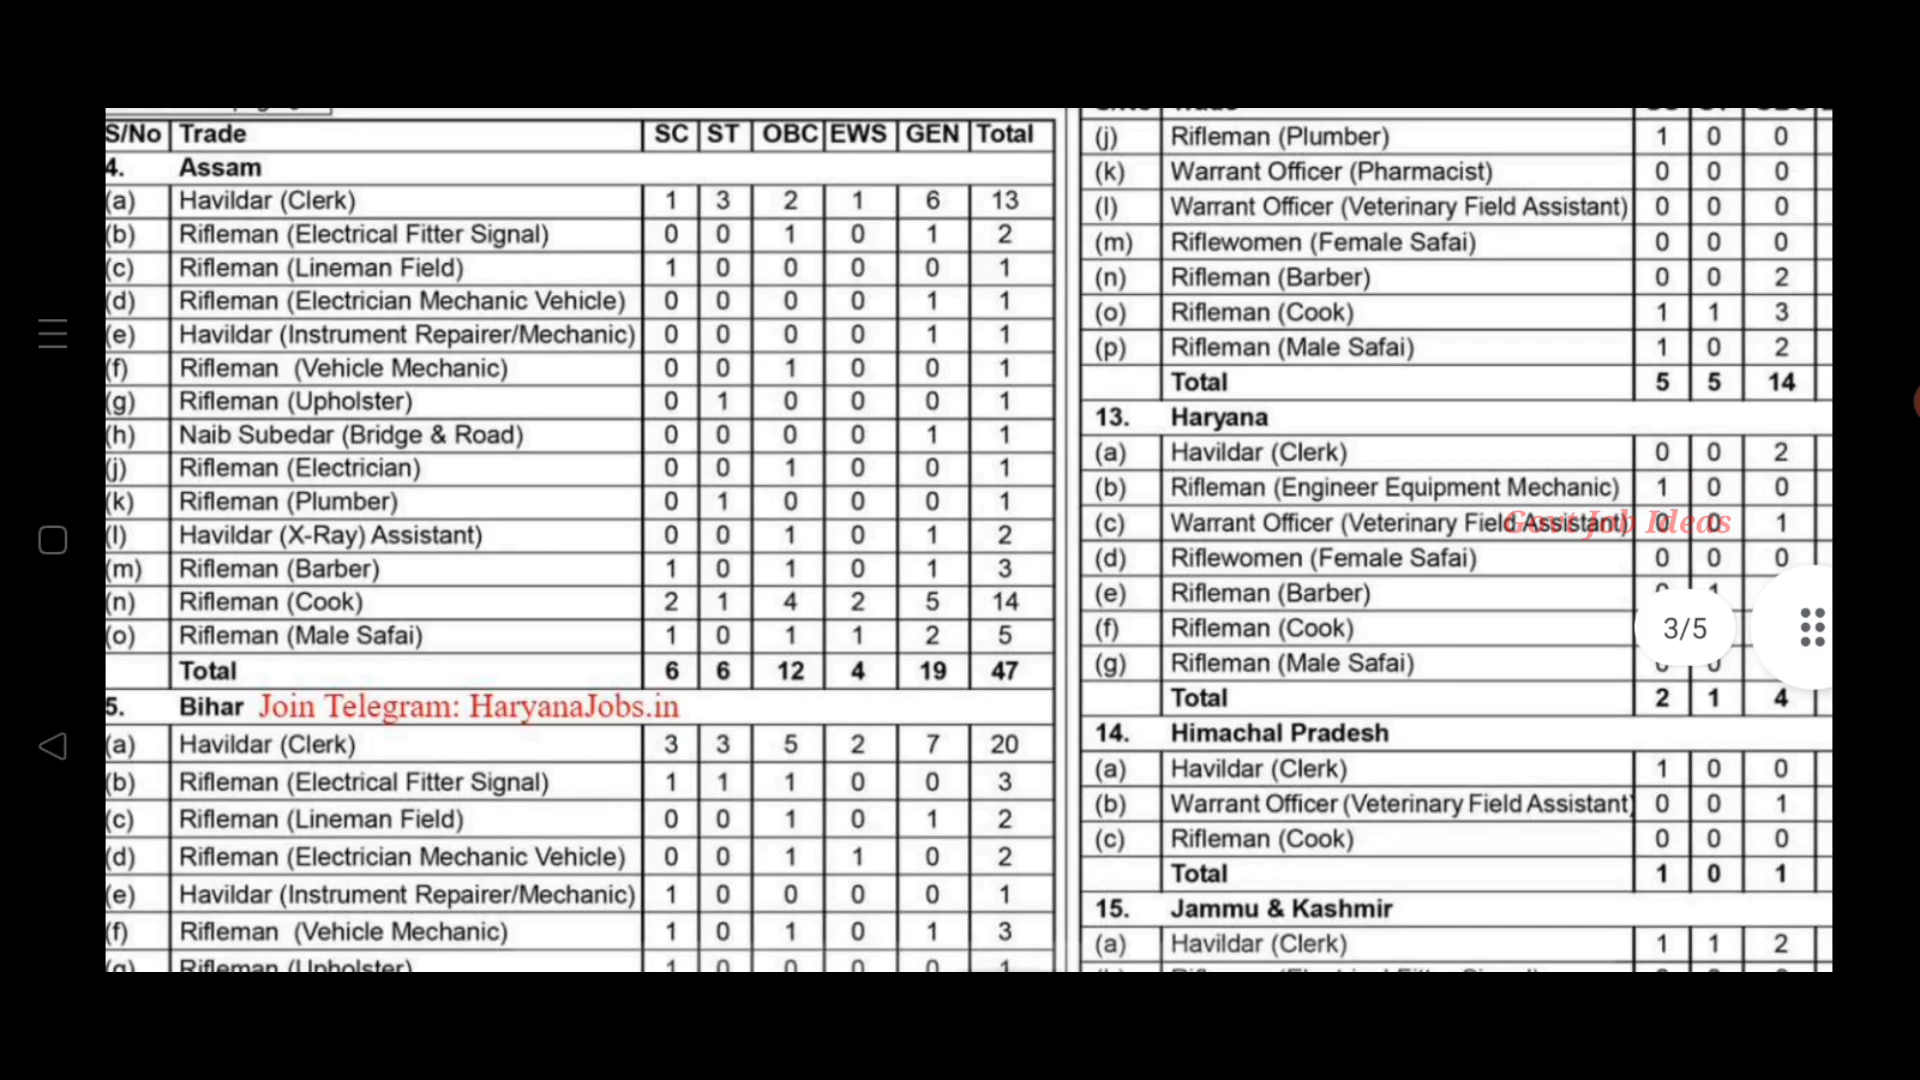 S/No Trade SC ST OBC EWS GEN Total
4. Assam
(a) Havildar (Clerk) 1 3 2 1 6 13
(b) Rifleman (Electrical Fitter Signal) 0 0 1 0 1 2
(c) Rifleman (Lineman Field) 1 0 0 0 0 1
(d) Rifleman (Electrician Mechanic Vehicle) 0 0 0 0 1 1
(e) Havildar (Instrument Repairer/Mechanic) 0 0 0 0 1 1
(f) Rifleman (Vehicle Mechanic) 0 0 1 0 0 1
(g) Rifleman (Upholster) 0 1 0 0 0 1
(h) Naib Subedar (Bridge & Road) 0 0 0 0 1 1
(j) Rifleman (Electrician) 0 0 1 0 0 1
(k) Rifleman (Plumber) 0 1 0 0 0 1
(l) Havildar (X-Ray) Assistant) 0 0 1 0 1 2
(m) Rifleman (Barber) 1 0 1 0 1 3
(n) Rifleman (Cook) 2 1 4 2 5 14
(o) Rifleman (Male Safai) 1 0 1 1 2 5
Total 6 6 12 4 19 47
5. Bihar Join Telegram: HaryanaJobs.in
(a) Havildar (Clerk) 3 3 5 2 7 20
(b) Rifleman (Electrical Fitter Signal) 1 1 1 0 0 3
(c) Rifleman (Lineman Field) 0 0 1 0 1 2
(d) Rifleman (Electrician Mechanic Vehicle) 0 0 1 1 0 2
(e) Havildar (Instrument Repairer/Mechanic) 1 0 0 0 0 1
(f) Rifleman (Vehicle Mechanic) 1 0 1 0 1 3
(g) Rifleman (Upholster) 1 0 0 0 0 1
(j) Rifleman (Plumber) 1 0 0
(k) Warrant Officer (Pharmacist) 0 0 0
(l) Warrant Officer (Veterinary Field Assistant) 0 0 0
(m) Riflewomen (Female Safai) 0 0 0
(n) Rifleman (Barber) 0 0 2
(o) Rifleman (Cook) 1 1 3
(p) Rifleman (Male Safai) 1 0 2
Total 5 5 14
13. Haryana
(a) Havildar (Clerk) 0 0 2
(b) Rifleman (Engineer Equipment Mechanic) 1 0 0
(c) Warrant Officer (Veterinary Field Assistant) 0 0 1
Govt Job Ideas
(d) Riflewomen (Female Safai) 0 0 0
(e) Rifleman (Barber)
(f) Rifleman (Cook)
3/5
(g) Rifleman (Male Safai)
Total 2 1 4
14. Himachal Pradesh
(a) Havildar (Clerk) 1 0 0
(b) Warrant Officer (Veterinary Field Assistant) 0 0 1
(c) Rifleman (Cook) 0 0 0
Total 1 0 1
15. Jammu & Kashmir
(a) Havildar (Clerk) 1 1 2